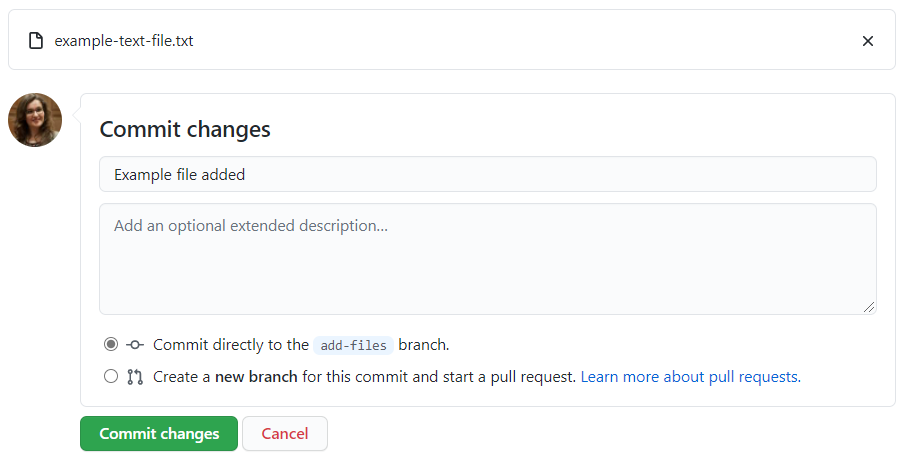 example-text-file.txt
Commit changes
Example file added
Add an optional extended description...
Commit directly to the add-files branch.
Create a new branch for this commit and start a pull request. Learn more about pull requests.
Commit changes Cancel